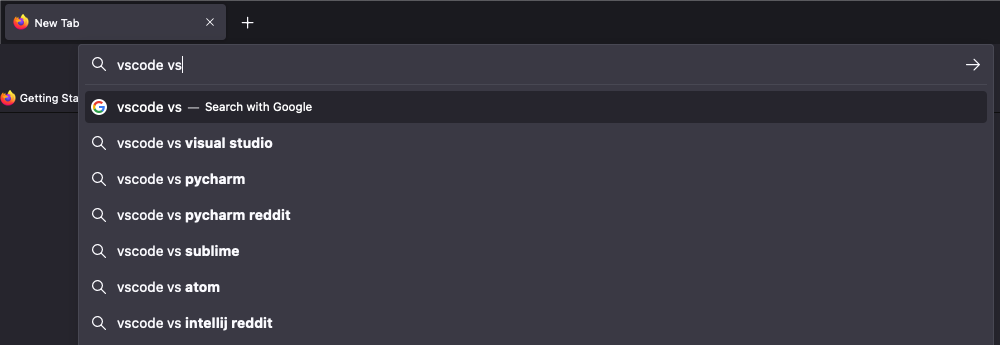 New Tab
vscode vs
Getting Sta
vscode vs — Search with Google
vscode vs visual studio
vscode vs pycharm
vscode vs pycharm reddit
vscode vs sublime
vscode vs atom
vscode vs intellij reddit